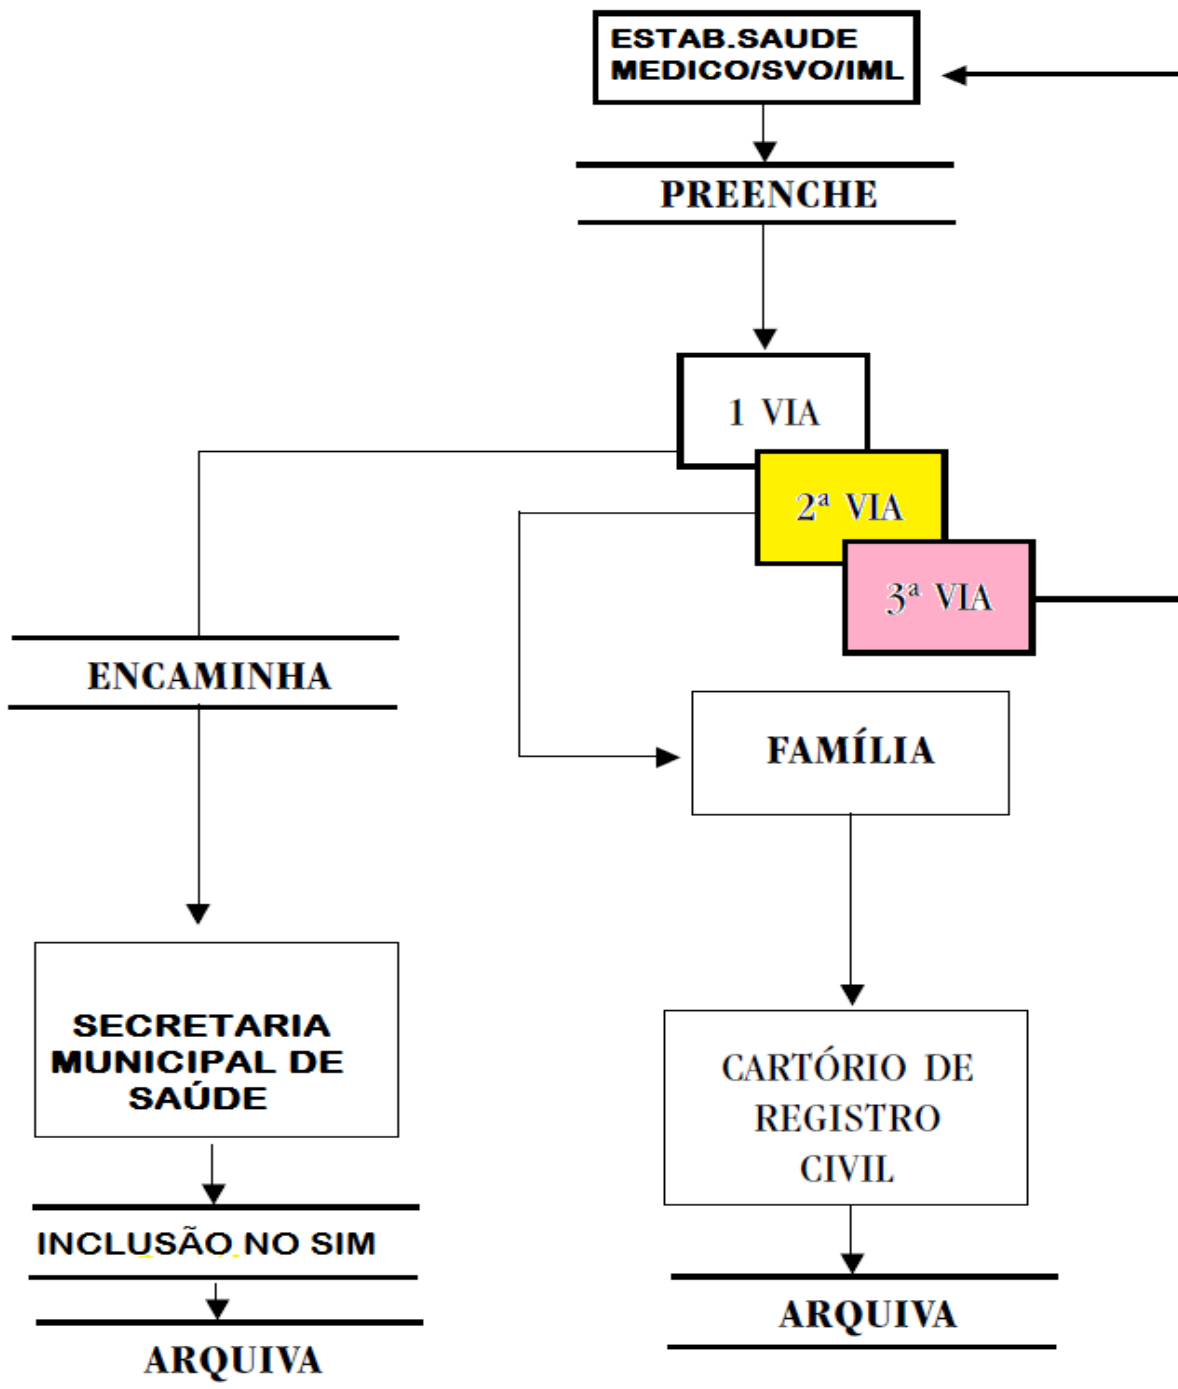 ESTAB.SAUDE
MEDICO/SVO/IML
PREENCHE
1 VIA
2ª VIA
3ª VIA
ENCAMINHA
FAMÍLIA
SECRETARIA
MUNICIPAL DE
SAÚDE
CARTÓRIO DE
REGISTRO
CIVIL
INCLUSÃO NO SIM
ARQUIVA
ARQUIVA